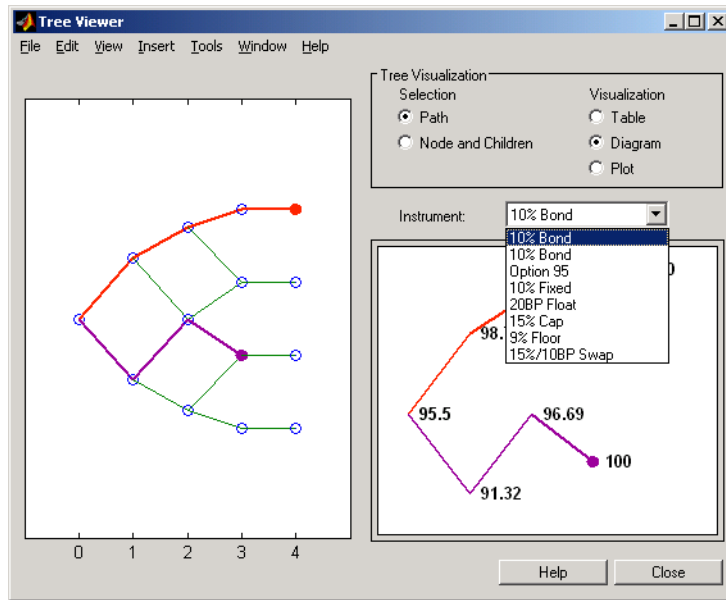 Tree Viewer
File Edit View Insert Tools Window Help
Tree Visualization
Selection
Visualization
Path
Table
Node and Children
Diagram
Plot
Instrument:
10% Bond
10% Bond
10% Bond
Option 95
10% Fixed
20BP Float
15% Cap
9% Floor
15%/10BP Swap
98.
0
95.5
96.69
100
91.32
0 1 2 3 4
Help
Close